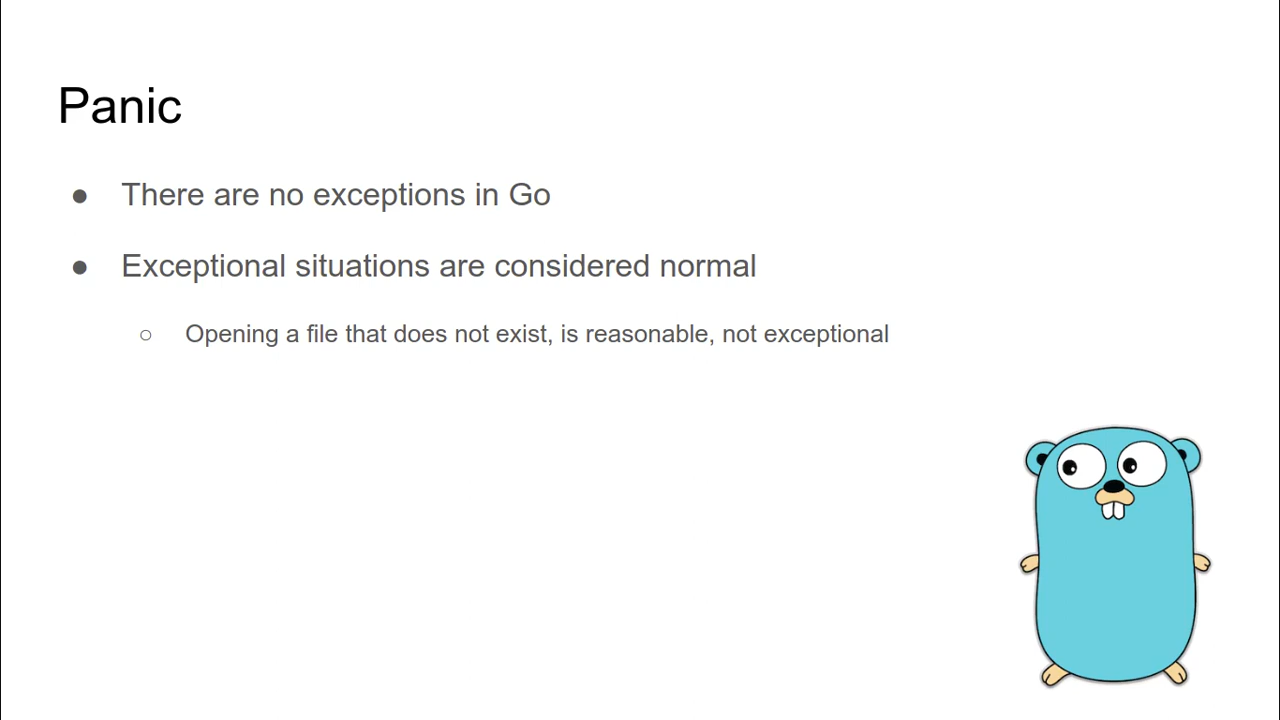 Panic
● There are no exceptions in Go
● Exceptional situations are considered normal
○ Opening a file that does not exist, is reasonable, not exceptional